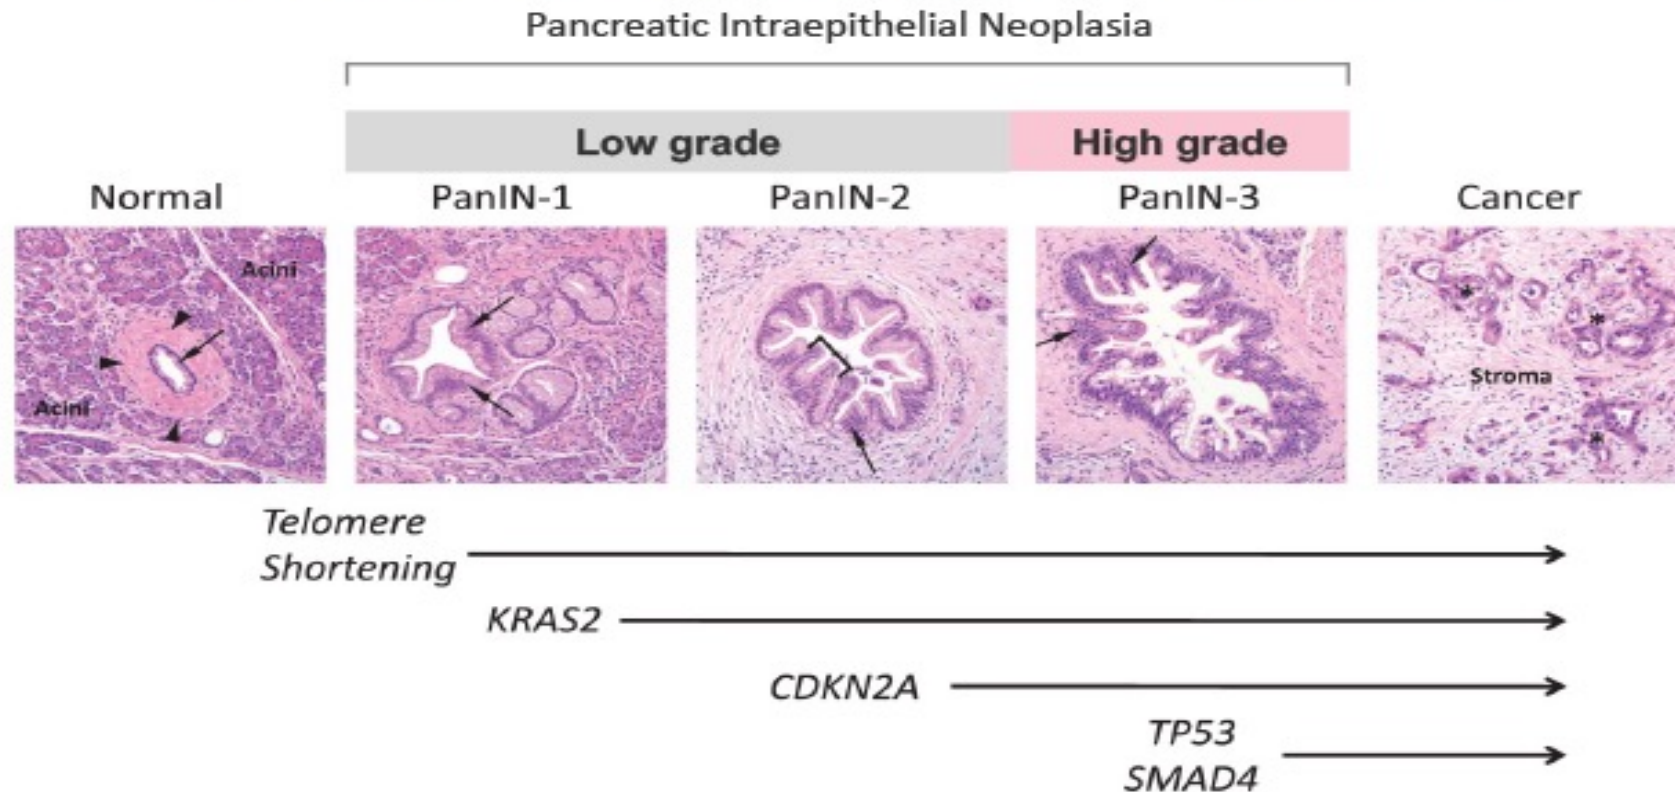 Pancreatic Intraepithelial Neoplasia
Low grade
High grade
Normal
PanIN-1
PanIN-2
PanIN-3
Cancer
Acini
Acini
*
*
Stroma
*
Telomere
Shortening
KRAS2
CDKN2A
TP53
SMAD4